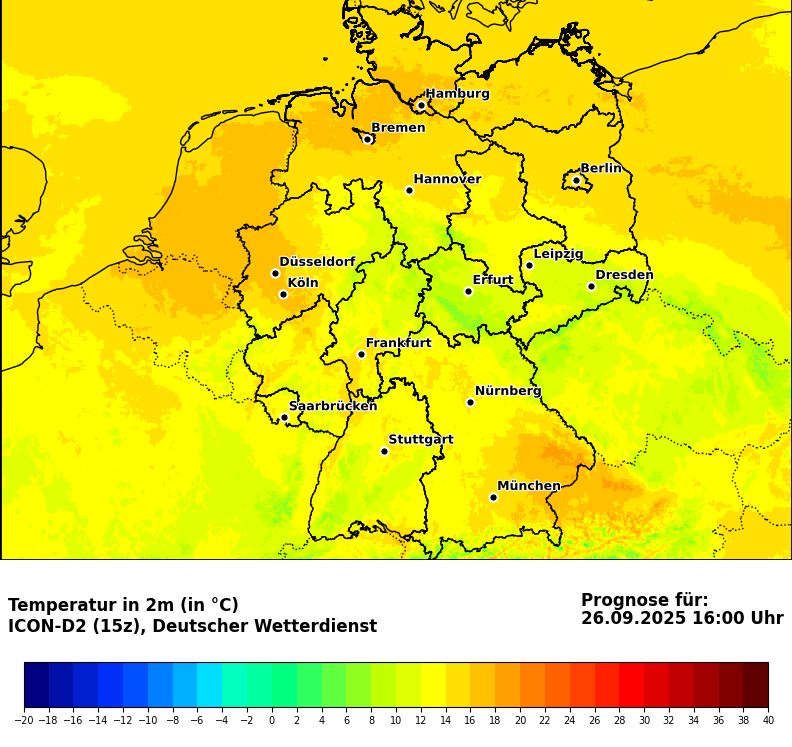 Hamburg
Bremen
Berlin
Hannover
Düsseldorf
Leipzig
Köln
Erfurt
Dresden
Frankfurt
Nürnberg
Saarbrücken
Stuttgart
München
Temperatur in 2m (in °C)
ICON-D2 (15z), Deutscher Wetterdienst
Prognose für:
26.09.2025 16:00 Uhr
−20 −18 −16 −14 −12 −10 −8 −6 −4 −2 0 2 4 6 8 10 12 14 16 18 20 22 24 26 28 30 32 34 36 38 40